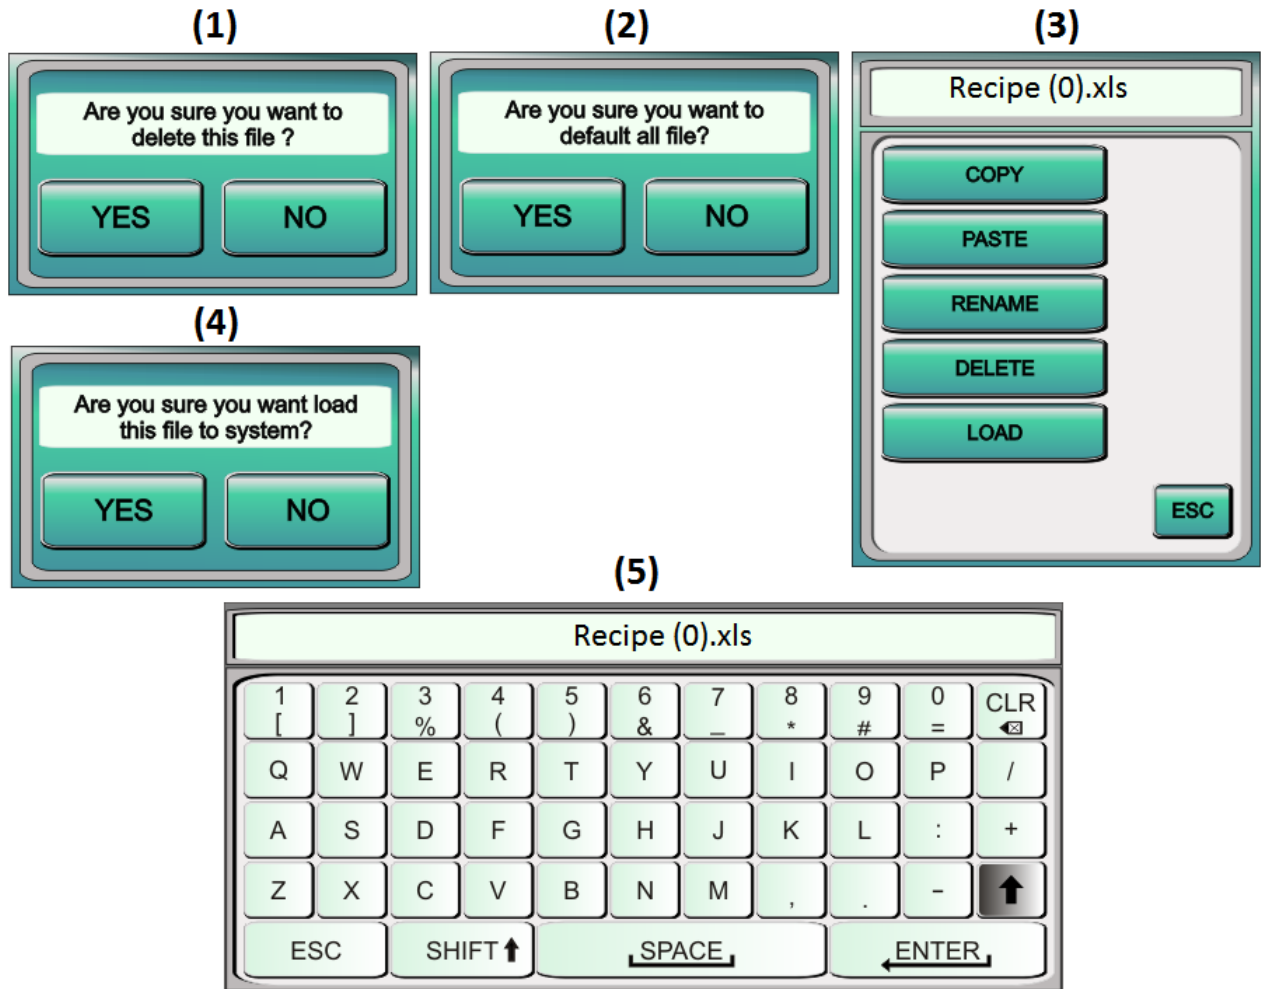 (1)
Are you sure you want to
delete this file ?
YES NO
(2)
Are you sure you want to
default all file?
YES NO
(3)
Recipe (0).xls
COPY
PASTE
RENAME
DELETE
LOAD
ESC
(4)
Are you sure you want load
this file to system?
YES NO
(5)
Recipe (0).xls
1 2 3 4 5 6 7 8 9 0 CLR
[ ] % ( ) & _ * # =
Q W E R T Y U I O P /
A S D F G H J K L : +
Z X C V B N M , . -
ESC SHIFT SPACE ENTER